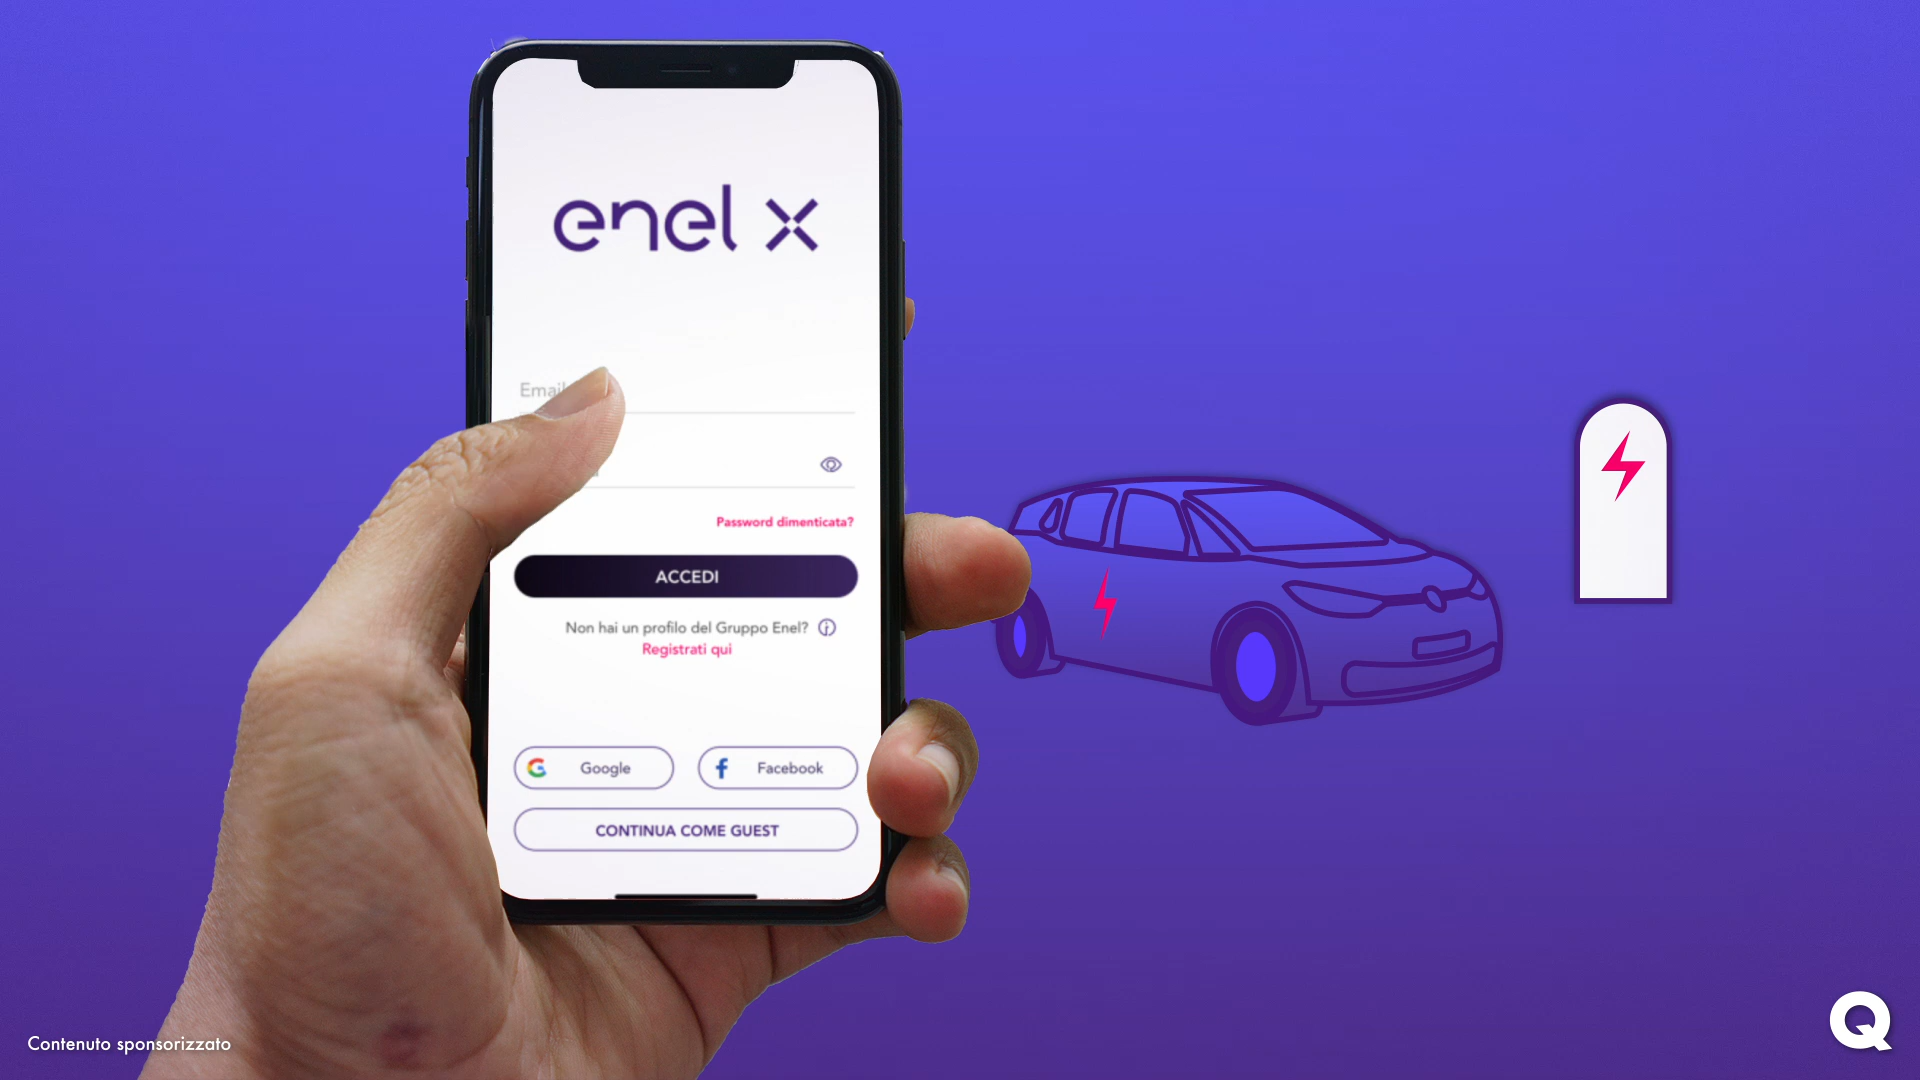 enel x
Email
Password dimenticata?
ACCEDI
Non hai un profilo del Gruppo Enel?
Registrati qui
Google
Facebook
CONTINUA COME GUEST
Contenuto sponsorizzato
Q